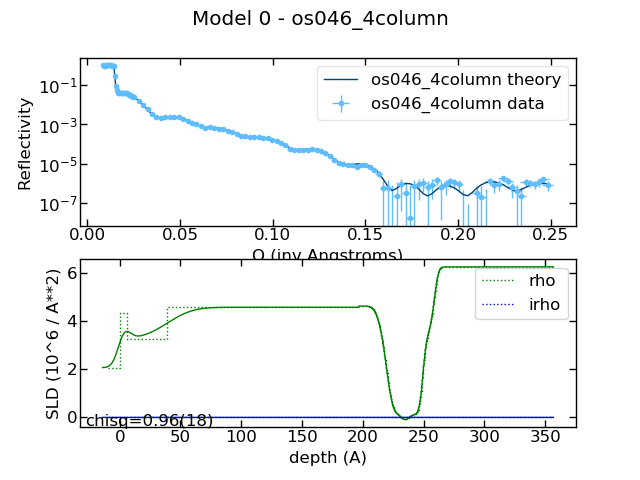 Model 0 - os046_4column
10⁻¹
10⁻³
10⁻⁵
10⁻⁷
Reflectivity
os046_4column theory
os046_4column data
0.00 0.05 0.10 0.15 0.20 0.25
Q (inv Angstroms)
6
4
2
0
SLD (10^6 / A**2)
rho
irho
chisq=0.96(18)
0 50 100 150 200 250 300 350
depth (A)